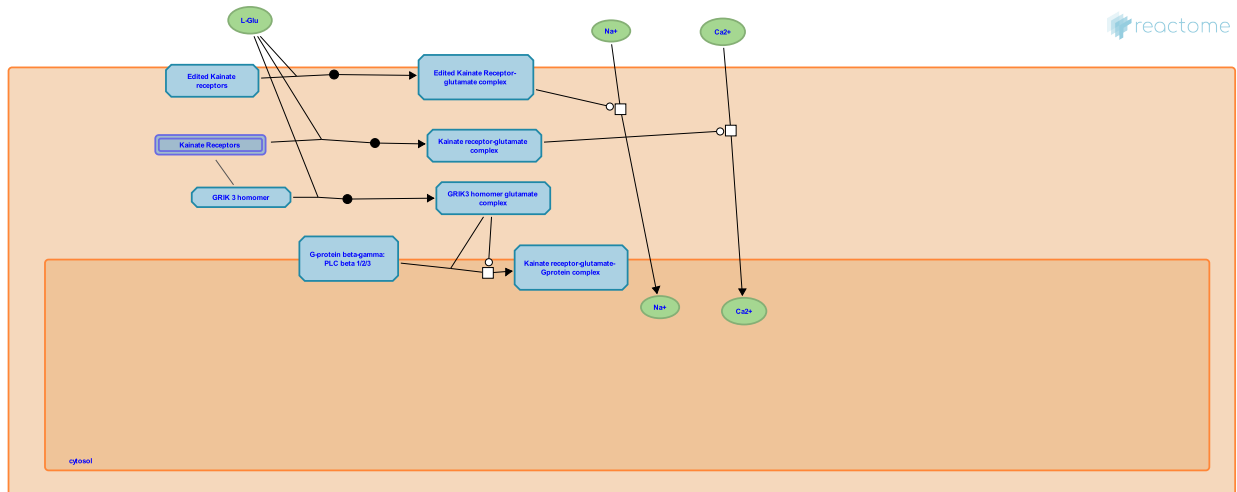 L-Glu
Na+
Ca2+
reactome
Edited Kainate
receptors
Edited Kainate Receptor-
glutamate complex
Kainate Receptors
Kainate receptor-glutamate
complex
GRIK 3 homomer
GRIK3 homomer glutamate
complex
G-protein beta-gamma:
PLC beta 1/2/3
Kainate receptor-glutamate-
Gprotein complex
Na+
Ca2+
cytosol